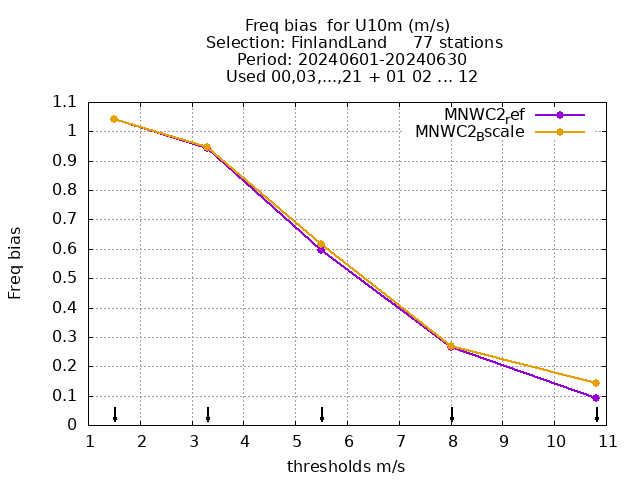 Freq bias  for U10m (m/s)
Selection: FinlandLand     77 stations
Period: 20240601-20240630
Used 00,03,...,21 + 01 02 ... 12
MNWC2ref
MNWC2Bscale
1.1
1
0.9
0.8
0.7
0.6
0.5
0.4
0.3
0.2
0.1
0
Freq bias
1 2 3 4 5 6 7 8 9 10 11
thresholds m/s